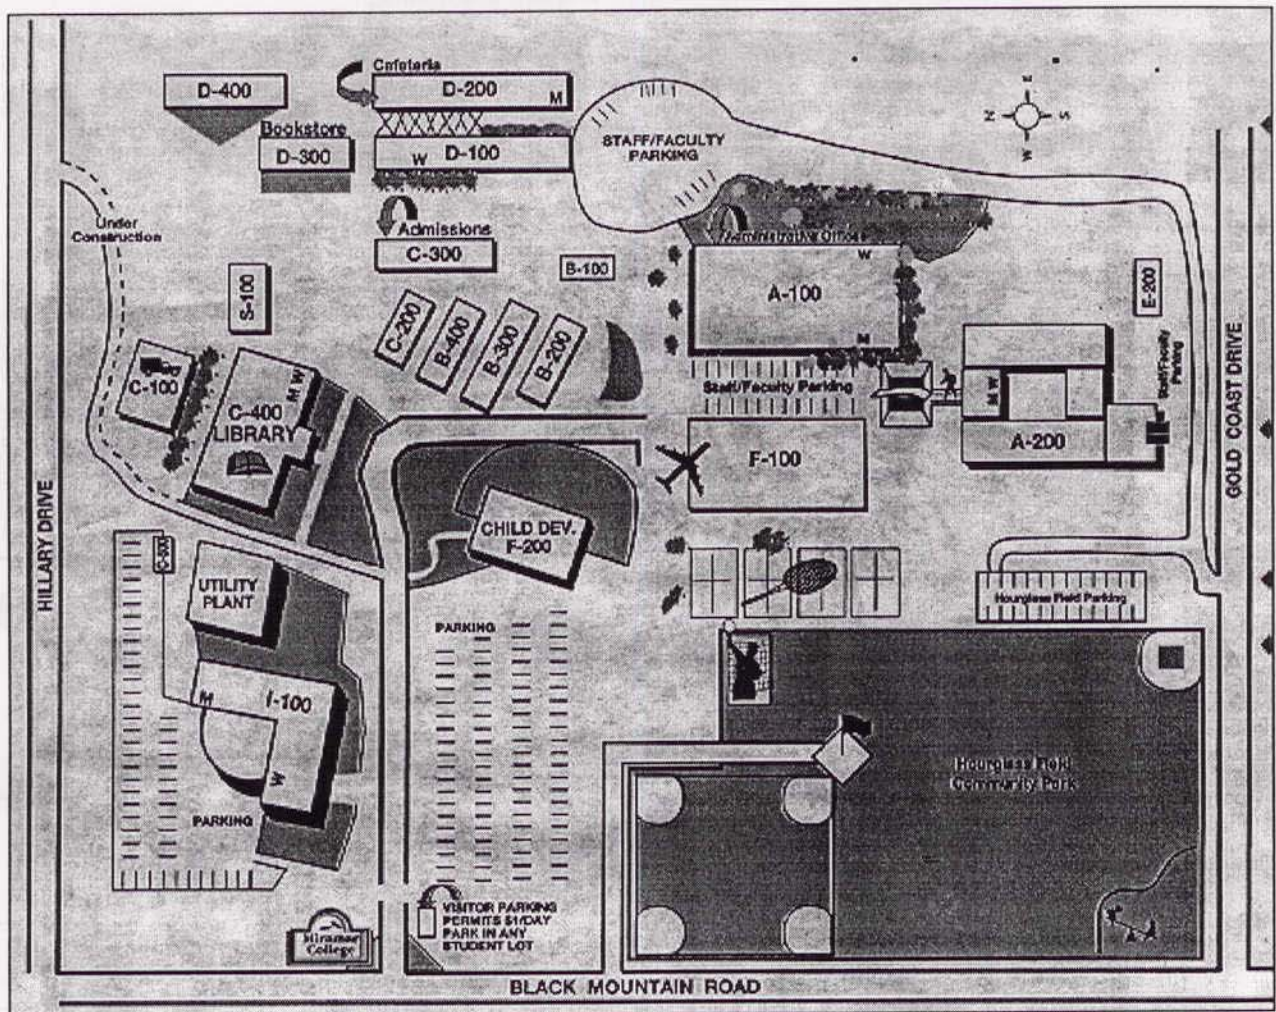 Cafeteria
D-400
D-200
M
Bookstore
D-300
W
D-100
STAFF/FACULTY
PARKING
E
N
S
W
Under
Construction
Admissions
C-300
Administrative Offices
W
B-100
A-100
M
E-200
S-100
C-200
B-400
B-300
B-200
C-100
M W
C-400
LIBRARY
Staff/Faculty Parking
Staff/Faculty
Parking
M W
A-200
F-100
HILLARY DRIVE
GOLD COAST DRIVE
CHILD DEV.
F-200
UTILITY
PLANT
PARKING
Hourglass Field Parking
M
I-100
W
PARKING
Hourglass Field
Community Park
VISITOR PARKING
PERMITS $1/DAY
PARK IN ANY
STUDENT LOT
Miramar
College
BLACK MOUNTAIN ROAD